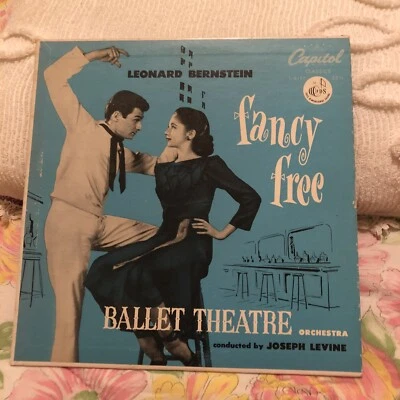 Capitol
LEONARD BERNSTEIN
fancy
free
BALLET THEATRE ORCHESTRA
conducted by JOSEPH LEVINE